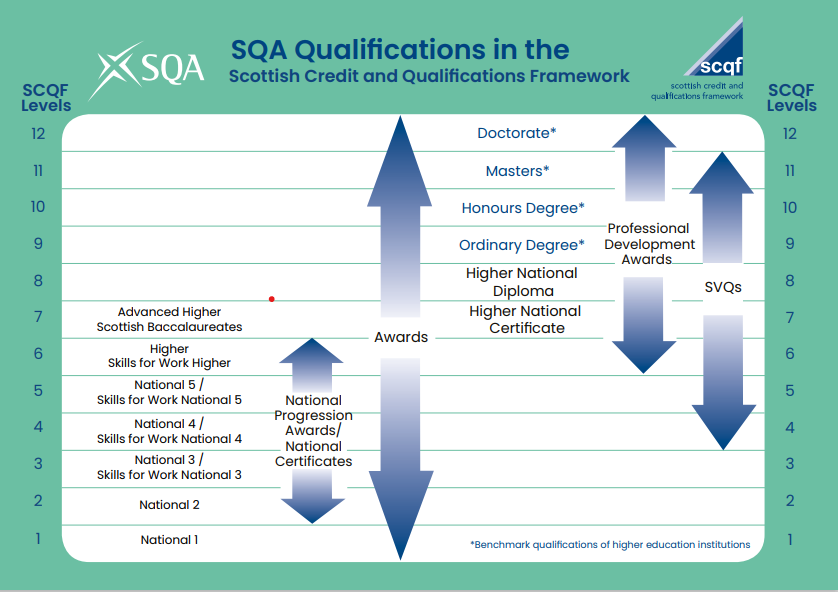 SQA
SQA Qualifications in the
Scottish Credit and Qualifications Framework
scqf
scottish credit and
qualifications framework
SCQF
Levels
SCQF
Levels
12
Doctorate*
12
11
Masters*
11
10
Honours Degree*
10
9
Ordinary Degree*
9
Professional
Development
Awards
8
Higher National
Diploma
8
SVQs
7
Advanced Higher
Scottish Baccalaureates
Higher National
Certificate
7
Awards
6
Higher
Skills for Work Higher
6
5
National 5 /
Skills for Work National 5
5
National
Progression
Awards/
National
Certificates
4
National 4 /
Skills for Work National 4
4
3
National 3 /
Skills for Work National 3
3
2
National 2
2
1
National 1
1
*Benchmark qualifications of higher education institutions